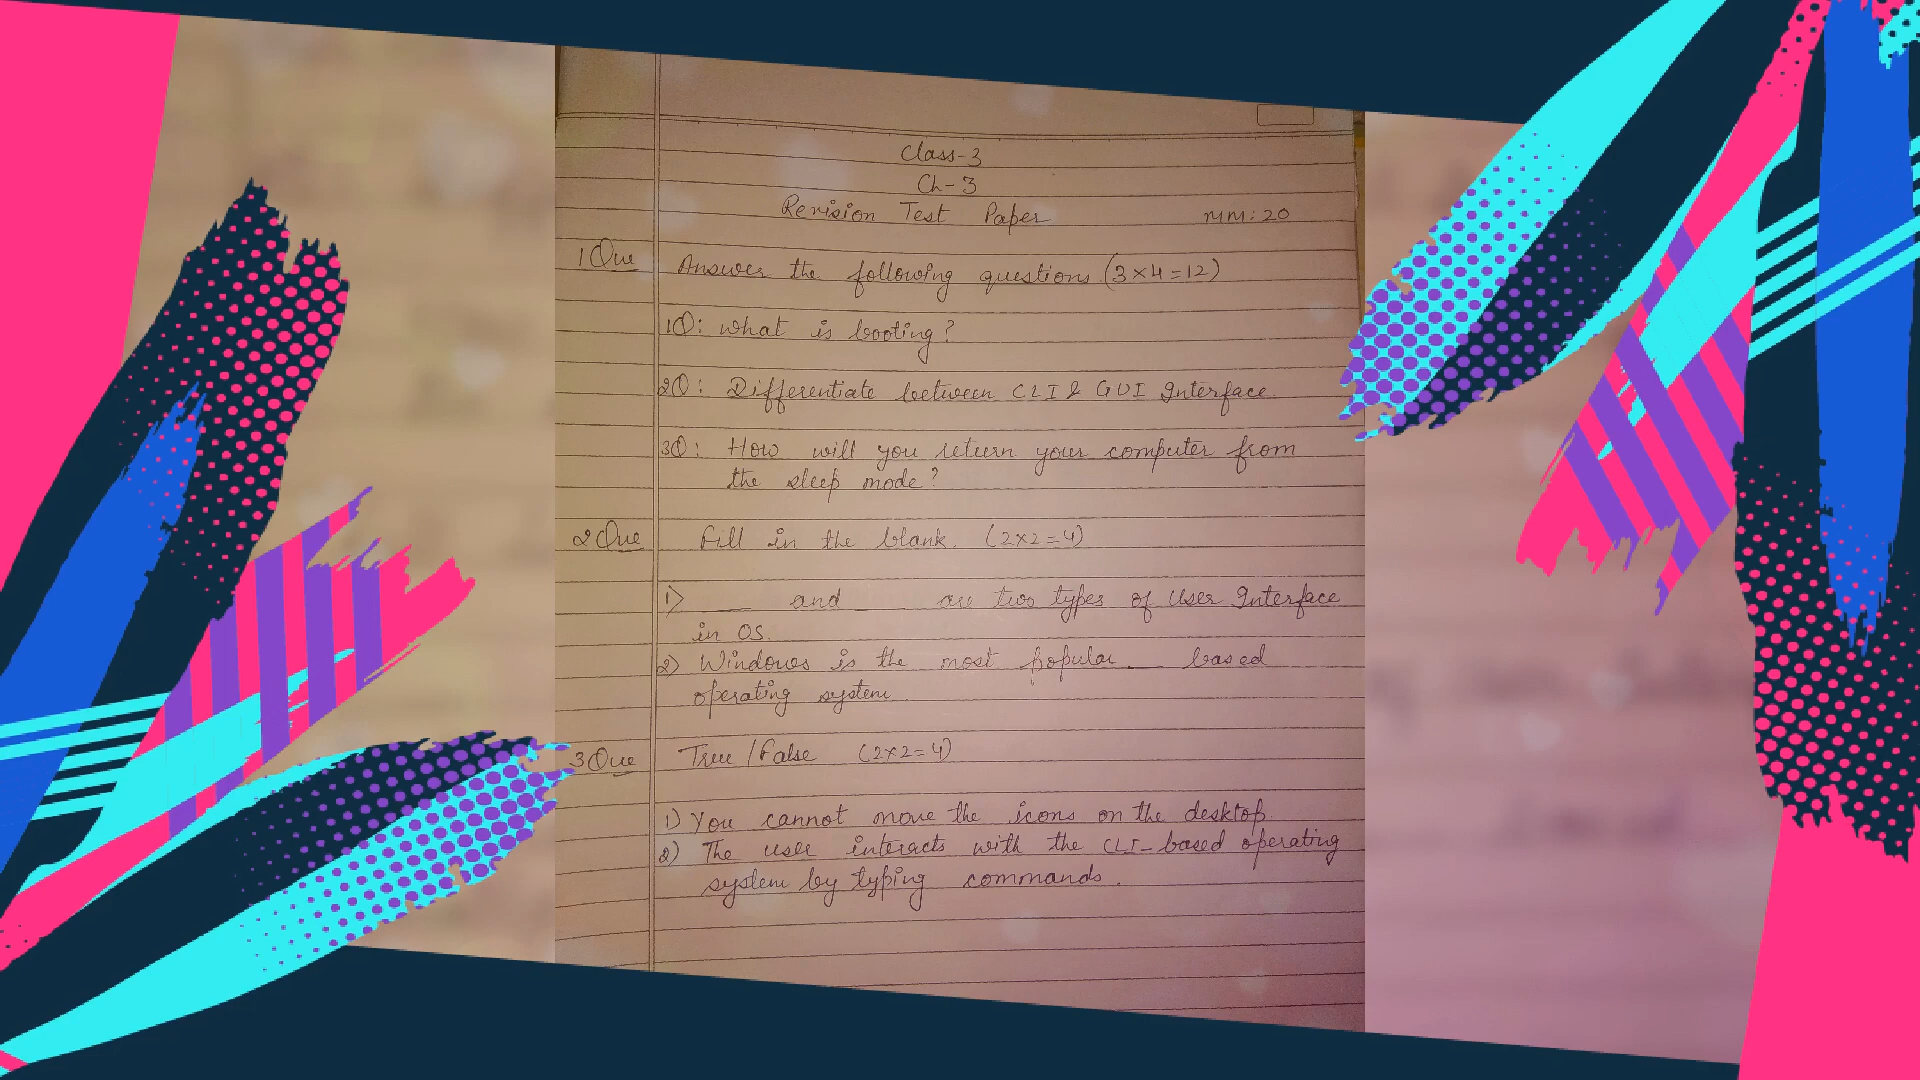 Class-3
Ch-3
Revision Test Paper MM: 20
1Que Answer the following questions. (3×4=12)
1Q: What is booting?
2Q: Differentiate between CLI & GUI Interface.
3Q: How will you return your computer from
the sleep mode?
2Que Fill in the blank. (2×2=4)
1) ___ and ___ are two types of User Interface
in OS.
2) Windows is the most popular ___ based
operating system
3Que True/False (2×2=4)
1) You cannot move the icons on the desktop.
2) The user interacts with the CLI-based operating
system by typing commands.